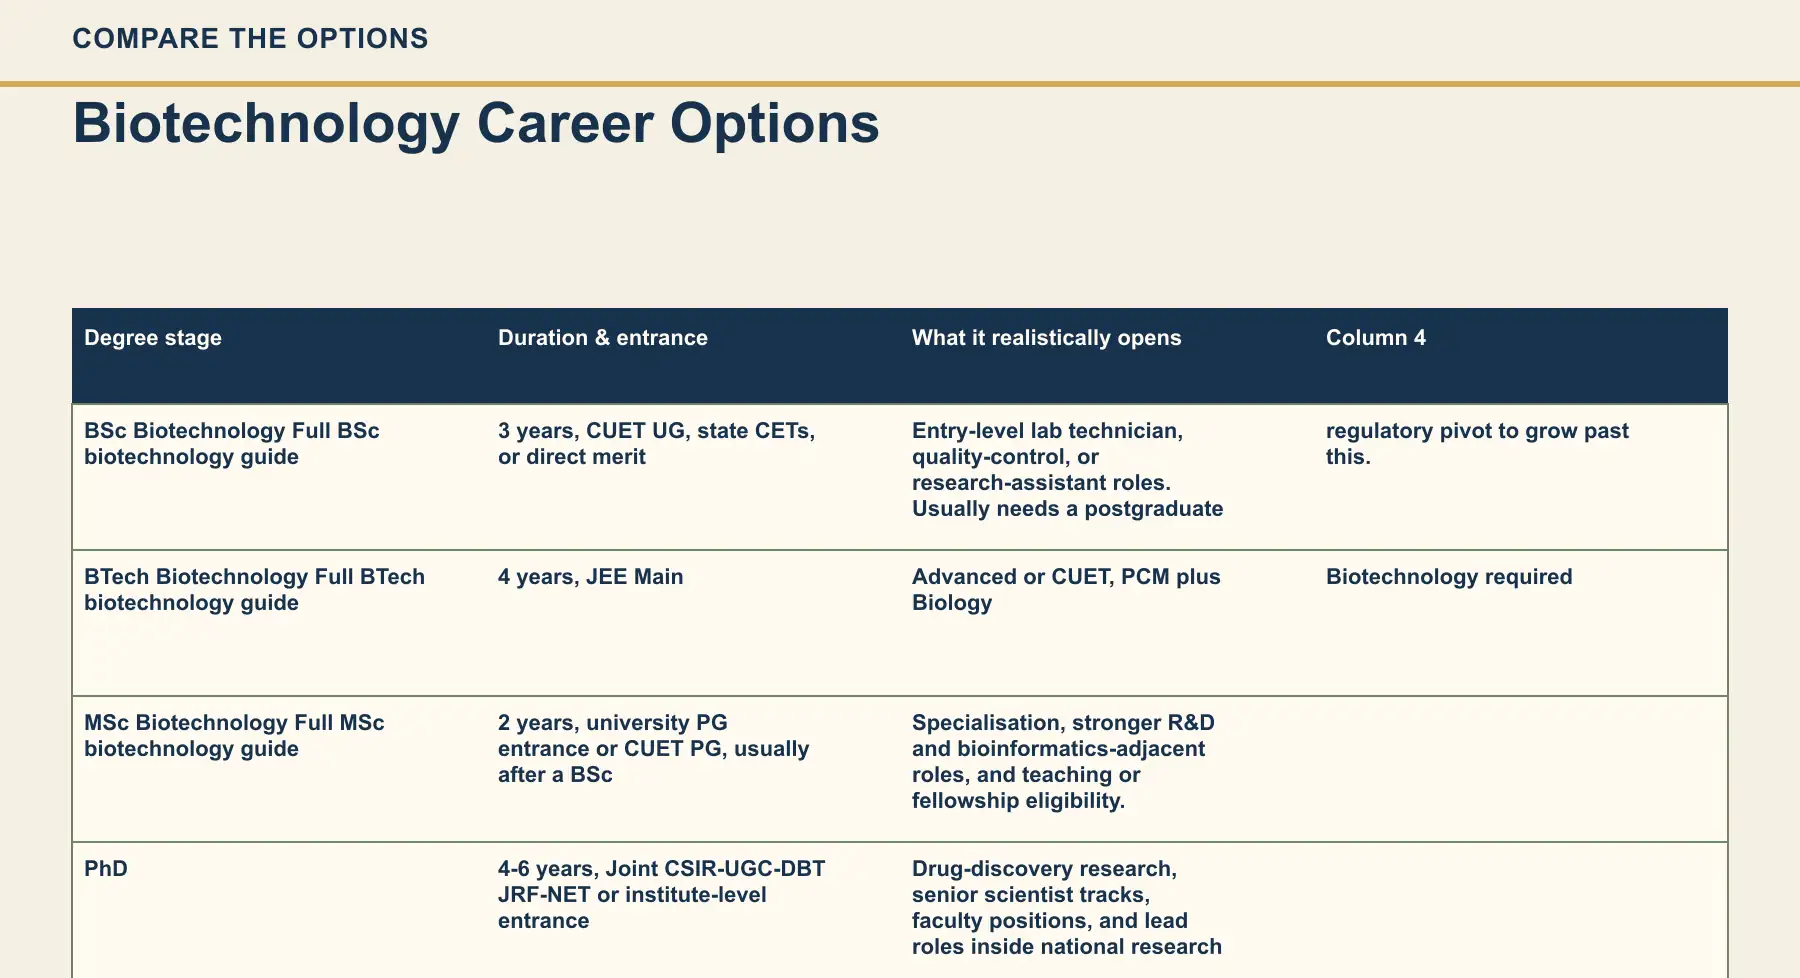 COMPARE THE OPTIONS
Biotechnology Career Options
Degree stage
Duration & entrance
What it realistically opens
Column 4
BSc Biotechnology Full BSc
biotechnology guide
3 years, CUET UG, state CETs,
or direct merit
Entry-level lab technician,
quality-control, or
research-assistant roles.
Usually needs a postgraduate
regulatory pivot to grow past
this.
BTech Biotechnology Full BTech
biotechnology guide
4 years, JEE Main
Advanced or CUET, PCM plus
Biology
Biotechnology required
MSc Biotechnology Full MSc
biotechnology guide
2 years, university PG
entrance or CUET PG, usually
after a BSc
Specialisation, stronger R&D
and bioinformatics-adjacent
roles, and teaching or
fellowship eligibility.
PhD
4-6 years, Joint CSIR-UGC-DBT
JRF-NET or institute-level
entrance
Drug-discovery research,
senior scientist tracks,
faculty positions, and lead
roles inside national research